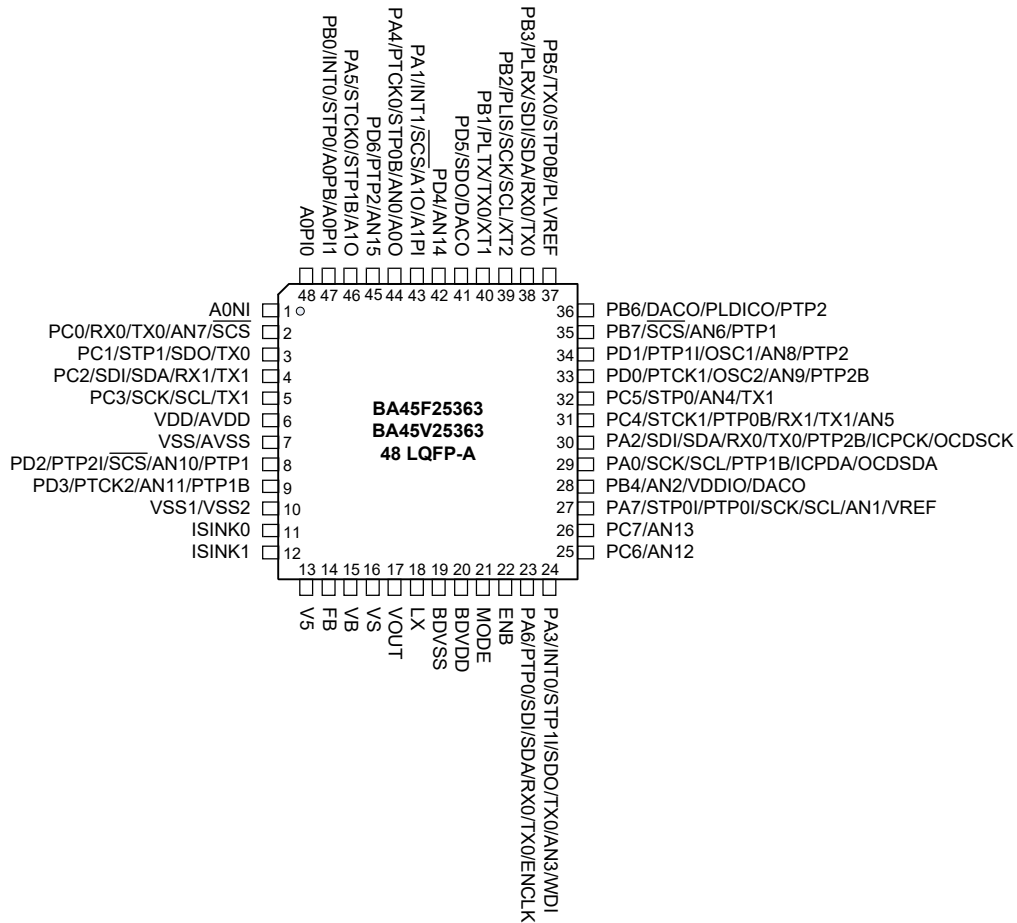 PB0/INT0/STP0/A0PB/A0PI1
PA5/STCK0/STP1B/A1O
PD6/PTP2/AN15
PA4/PTCK0/STP0B/AN0/A0O
PA1/INT1/SCS/A1O/A1PI
PD4/AN14
PD5/SDO/DACO
PB1/PLTX/TX0/XT1
PB2/PLIS/SCK/SCL/XT2
PB3/PLRX/SDI/SDA/RX0/TX0
PB5/TX0/STP0B/PLVREF
A0PI0
48 47 46 45 44 43 42 41 40 39 38 37
A0NI 1
PC0/RX0/TX0/AN7/SCS 2
PC1/STP1/SDO/TX0 3
PC2/SDI/SDA/RX1/TX1 4
PC3/SCK/SCL/TX1 5
VDD/AVDD 6
VSS/AVSS 7
PD2/PTP2I/SCS/AN10/PTP1 8
PD3/PTCK2/AN11/PTP1B 9
VSS1/VSS2 10
ISINK0 11
ISINK1 12
BA45F25363
BA45V25363
48 LQFP-A
36 PB6/DACO/PLDICO/PTP2
35 PB7/SCS/AN6/PTP1
34 PD1/PTP1I/OSC1/AN8/PTP2
33 PD0/PTCK1/OSC2/AN9/PTP2B
32 PC5/STP0/AN4/TX1
31 PC4/STCK1/PTP0B/RX1/TX1/AN5
30 PA2/SDI/SDA/RX0/TX0/PTP2B/ICPCK/OCDSCK
29 PA0/SCK/SCL/PTP1B/ICPDA/OCDSDA
28 PB4/AN2/VDDIO/DACO
27 PA7/STP0I/PTP0I/SCK/SCL/AN1/VREF
26 PC7/AN13
25 PC6/AN12
13 14 15 16 17 18 19 20 21 22 23 24
V5
FB
VB
VS
VOUT
LX
BDVSS
BDVDD
MODE
ENB
PA6/PTP0/SDI/SDA/RX0/TX0/ENCLK
PA3/INT0/STP1I/SDO/TX0/AN3/WDI